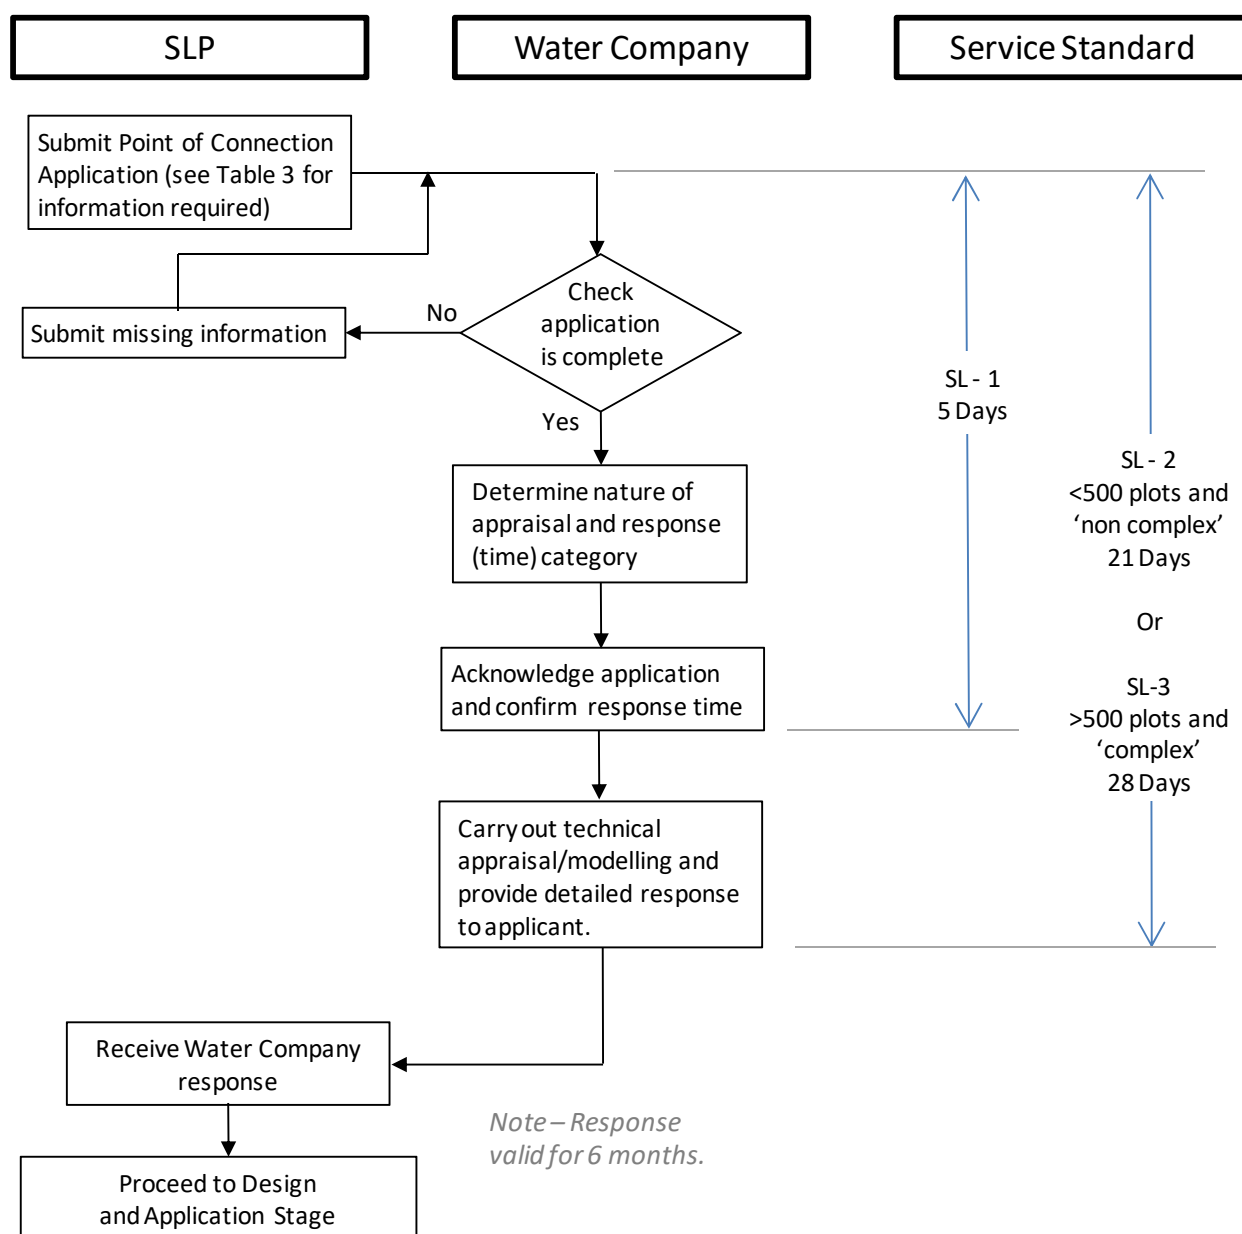 SLP
Water Company
Service Standard
Submit Point of Connection
Application (see Table 3 for
information required)
Submit missing information
No
Check
application
is complete
Yes
Determine nature of
appraisal and response
(time) category
Acknowledge application
and confirm response time
Carry out technical
appraisal/modelling and
provide detailed response
to applicant.
Receive Water Company
response
Proceed to Design
and Application Stage
Note – Response
valid for 6 months.
SL - 1
5 Days
SL - 2
<500 plots and
‘non complex’
21 Days
Or
SL-3
>500 plots and
‘complex’
28 Days